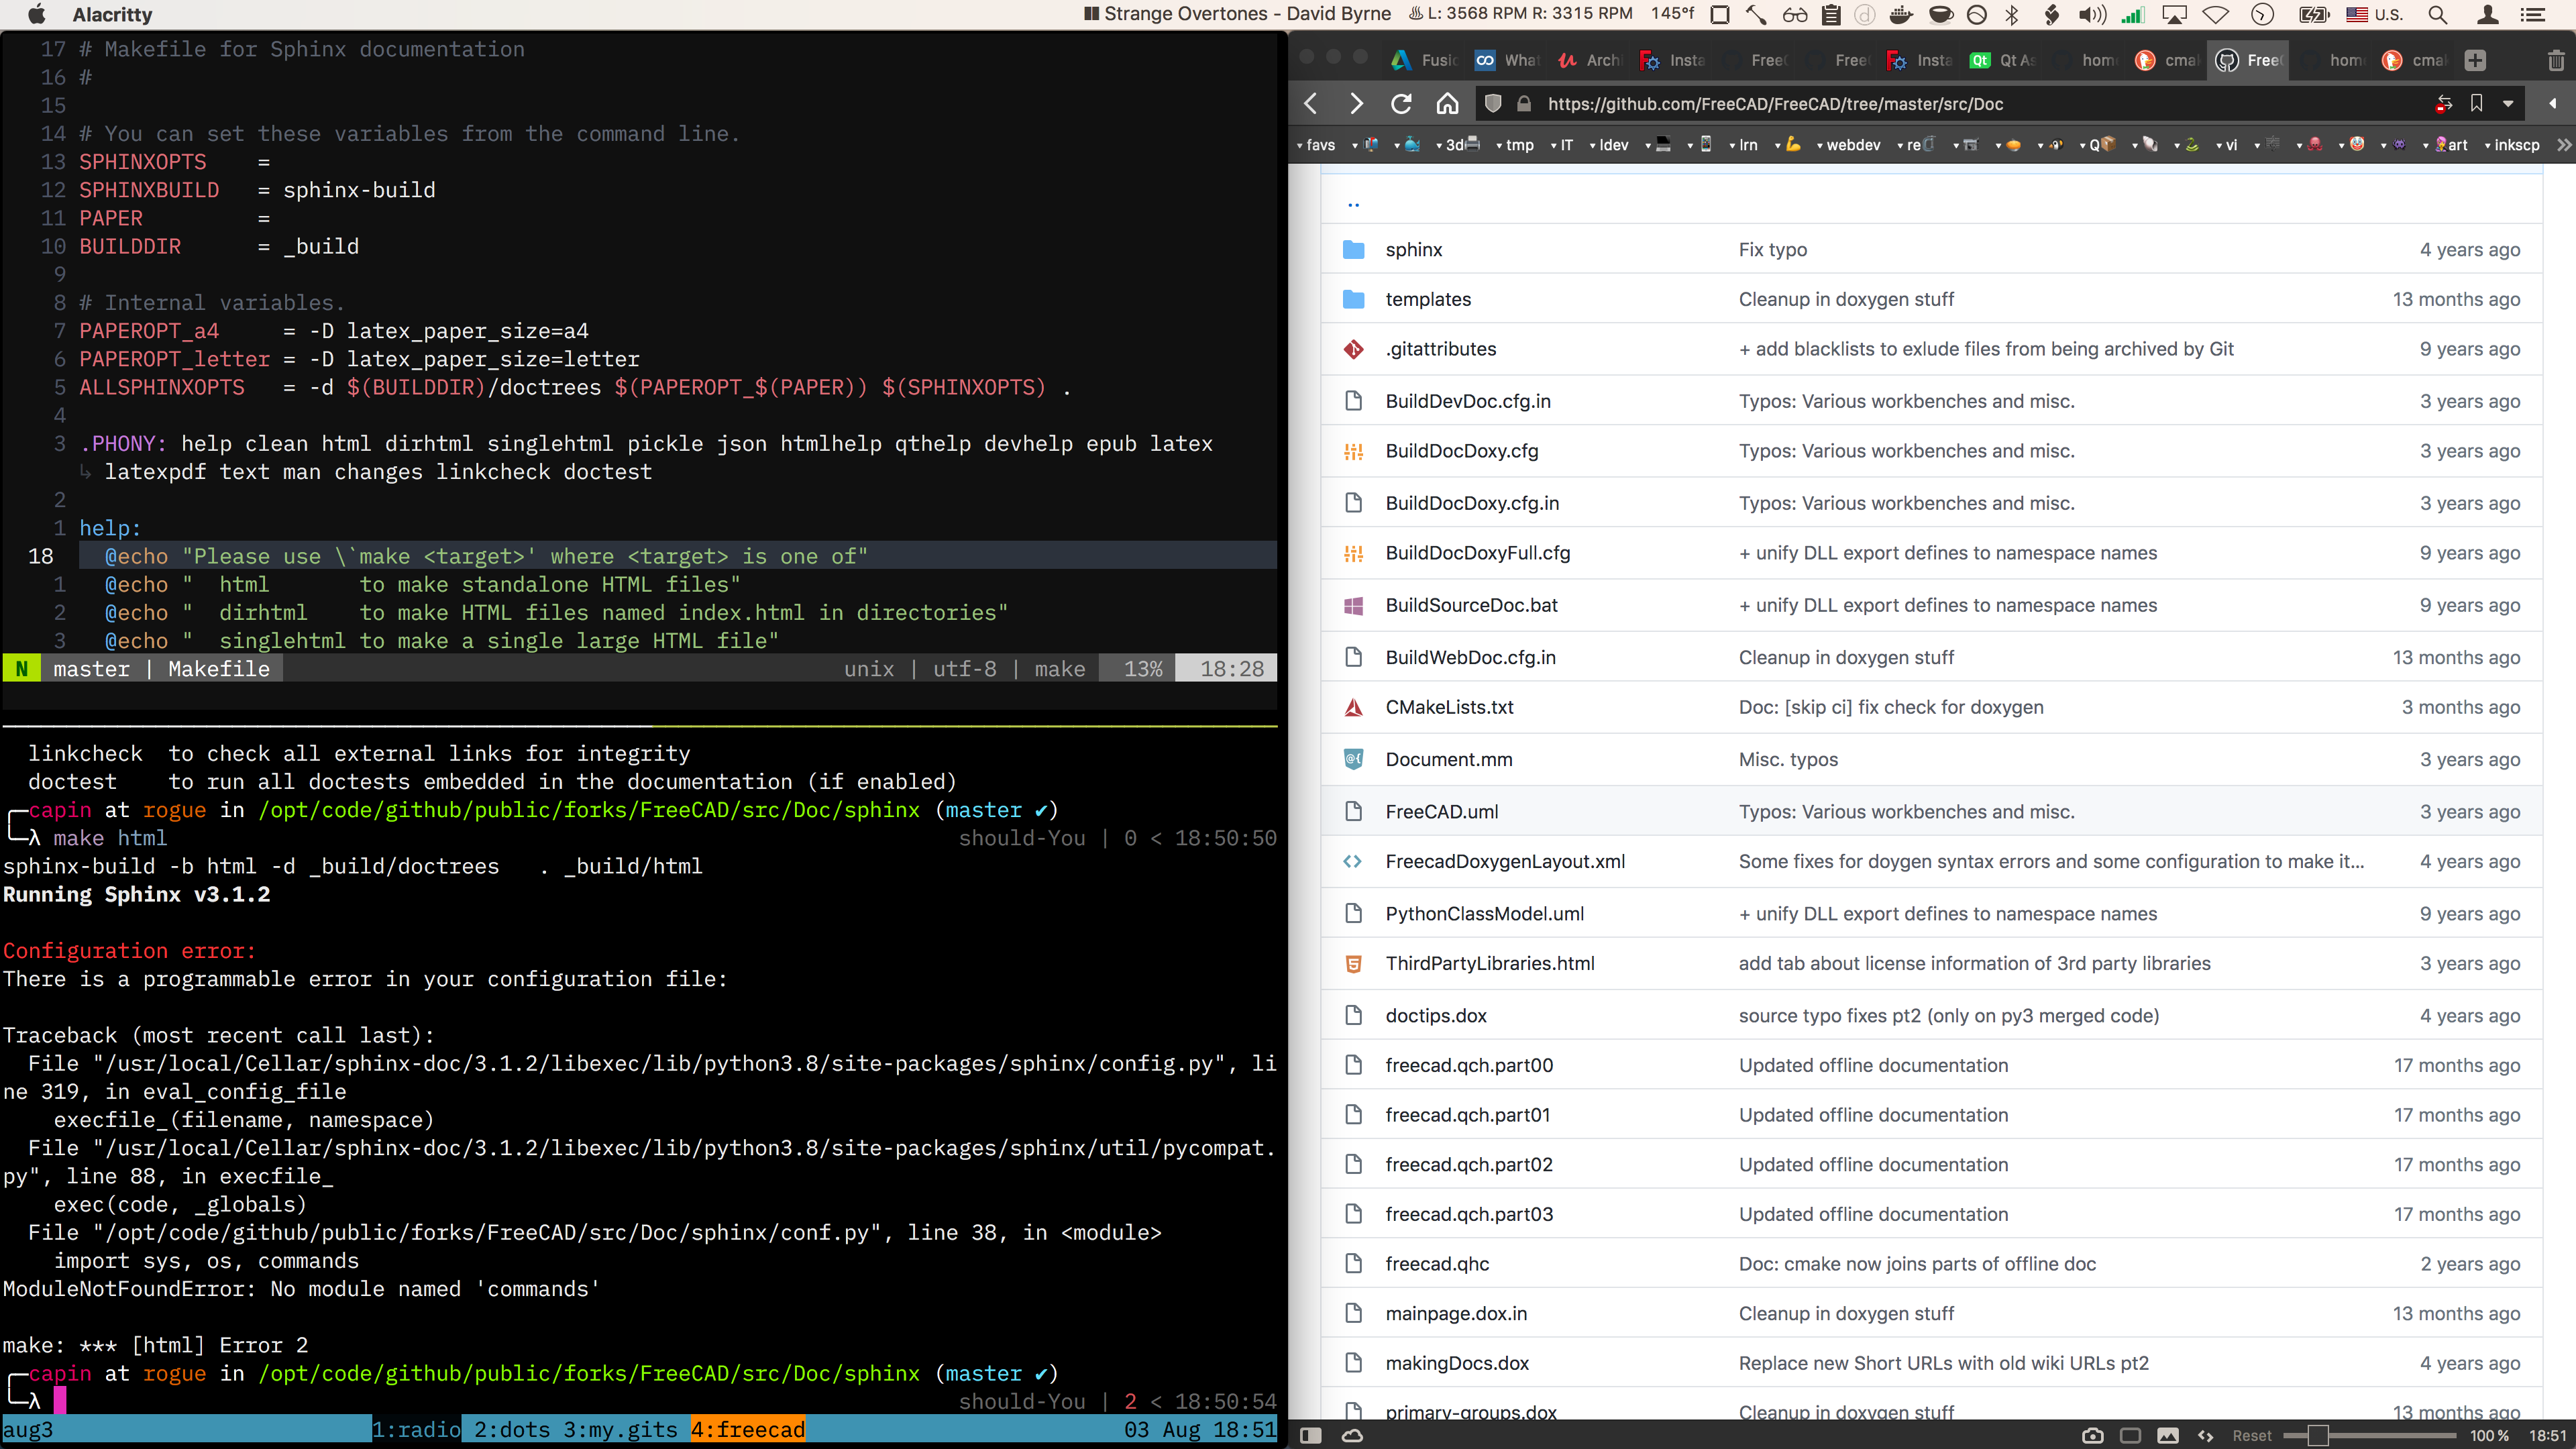 Alacritty
Strange Overtones - David Byrne
L: 3568 RPM R: 3315 RPM
145°f
U.S.
17 # Makefile for Sphinx documentation
16 #
15
14 # You can set these variables from the command line.
13 SPHINXOPTS    =
12 SPHINXBUILD   = sphinx-build
11 PAPER         =
10 BUILDDIR      = _build
9
8 # Internal variables.
7 PAPEROPT_a4     = -D latex_paper_size=a4
6 PAPEROPT_letter = -D latex_paper_size=letter
5 ALLSPHINXOPTS   = -d $(BUILDDIR)/doctrees $(PAPEROPT_$(PAPER)) $(SPHINXOPTS) .
4
3 .PHONY: help clean html dirhtml singlehtml pickle json htmlhelp qthelp devhelp epub latex
↳ latexpdf text man changes linkcheck doctest
2
1 help:
18 @echo "Please use \`make <target>' where <target> is one of"
1 @echo "  html       to make standalone HTML files"
2 @echo "  dirhtml    to make HTML files named index.html in directories"
3 @echo "  singlehtml to make a single large HTML file"
N master | Makefile unix | utf-8 | make 13% 18:28
linkcheck  to check all external links for integrity
doctest    to run all doctests embedded in the documentation (if enabled)
╭─capin at rogue in /opt/code/github/public/forks/FreeCAD/src/Doc/sphinx (master ✔)
╰─λ make html should-You | 0 < 18:50:50
sphinx-build -b html -d _build/doctrees   . _build/html
Running Sphinx v3.1.2
Configuration error:
There is a programmable error in your configuration file:
Traceback (most recent call last):
File "/usr/local/Cellar/sphinx-doc/3.1.2/libexec/lib/python3.8/site-packages/sphinx/config.py", li
ne 319, in eval_config_file
execfile_(filename, namespace)
File "/usr/local/Cellar/sphinx-doc/3.1.2/libexec/lib/python3.8/site-packages/sphinx/util/pycompat.
py", line 88, in execfile_
exec(code, _globals)
File "/opt/code/github/public/forks/FreeCAD/src/Doc/sphinx/conf.py", line 38, in <module>
import sys, os, commands
ModuleNotFoundError: No module named 'commands'
make: *** [html] Error 2
╭─capin at rogue in /opt/code/github/public/forks/FreeCAD/src/Doc/sphinx (master ✔)
╰─λ should-You | 2 < 18:50:54
aug3 1:radio 2:dots 3:my.gits 4:freecad 03 Aug 18:51
Fusi What Arch Insta Free Free Insta Qt As hom cma Free hom cma
https://github.com/FreeCAD/FreeCAD/tree/master/src/Doc
favs 3d tmp IT ldev lrn webdev re Q vi art inkscp
..
sphinx Fix typo 4 years ago
templates Cleanup in doxygen stuff 13 months ago
.gitattributes + add blacklists to exlude files from being archived by Git 9 years ago
BuildDevDoc.cfg.in Typos: Various workbenches and misc. 3 years ago
BuildDocDoxy.cfg Typos: Various workbenches and misc. 3 years ago
BuildDocDoxy.cfg.in Typos: Various workbenches and misc. 3 years ago
BuildDocDoxyFull.cfg + unify DLL export defines to namespace names 9 years ago
BuildSourceDoc.bat + unify DLL export defines to namespace names 9 years ago
BuildWebDoc.cfg.in Cleanup in doxygen stuff 13 months ago
CMakeLists.txt Doc: [skip ci] fix check for doxygen 3 months ago
Document.mm Misc. typos 3 years ago
FreeCAD.uml Typos: Various workbenches and misc. 3 years ago
FreecadDoxygenLayout.xml Some fixes for doygen syntax errors and some configuration to make it... 4 years ago
PythonClassModel.uml + unify DLL export defines to namespace names 9 years ago
ThirdPartyLibraries.html add tab about license information of 3rd party libraries 3 years ago
doctips.dox source typo fixes pt2 (only on py3 merged code) 4 years ago
freecad.qch.part00 Updated offline documentation 17 months ago
freecad.qch.part01 Updated offline documentation 17 months ago
freecad.qch.part02 Updated offline documentation 17 months ago
freecad.qch.part03 Updated offline documentation 17 months ago
freecad.qhc Doc: cmake now joins parts of offline doc 2 years ago
mainpage.dox.in Cleanup in doxygen stuff 13 months ago
makingDocs.dox Replace new Short URLs with old wiki URLs pt2 4 years ago
primary-groups.dox Cleanup in doxygen stuff 13 months ago
Reset 100 % 18:51